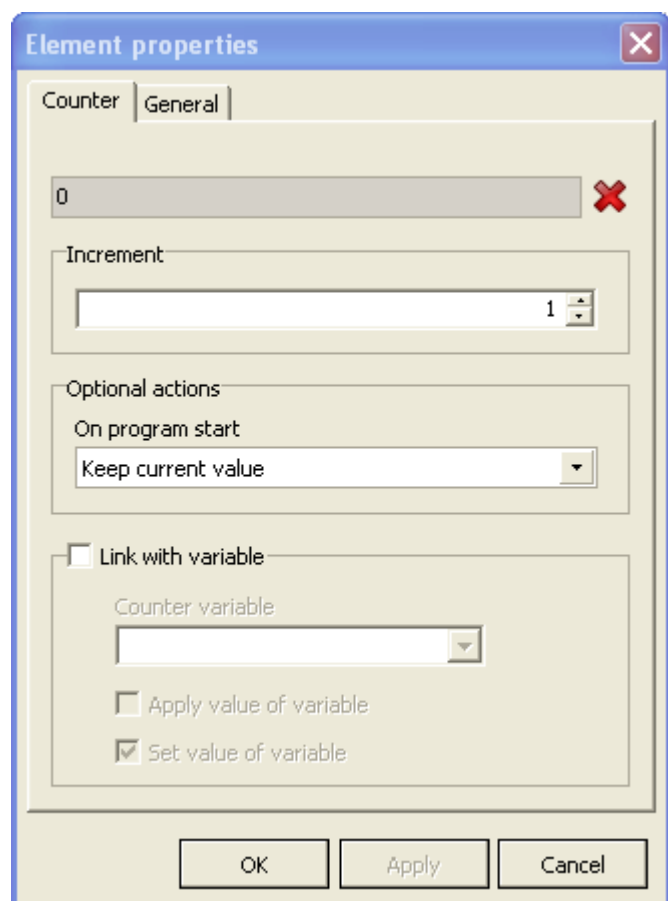 Element properties
Counter General
0
Increment
1
Optional actions
On program start
Keep current value
Link with variable
Counter variable
Apply value of variable
Set value of variable
OK Apply Cancel